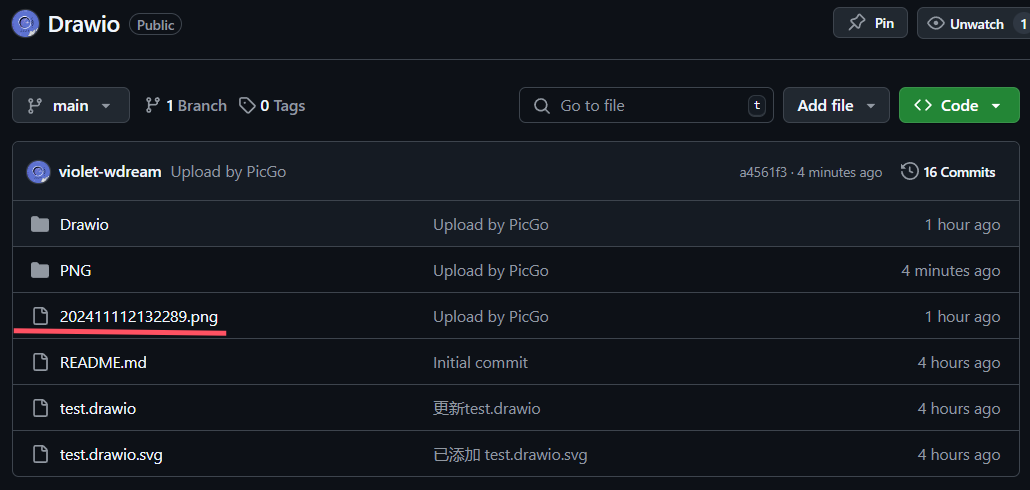 Drawio Public Pin Unwatch 1
main 1 Branch 0 Tags Go to file t Add file Code
violet-wdream Upload by PicGo a4561f3 · 4 minutes ago 16 Commits
Drawio Upload by PicGo 1 hour ago
PNG Upload by PicGo 4 minutes ago
202411112132289.png Upload by PicGo 1 hour ago
README.md Initial commit 4 hours ago
test.drawio 更新test.drawio 4 hours ago
test.drawio.svg 已添加 test.drawio.svg 4 hours ago